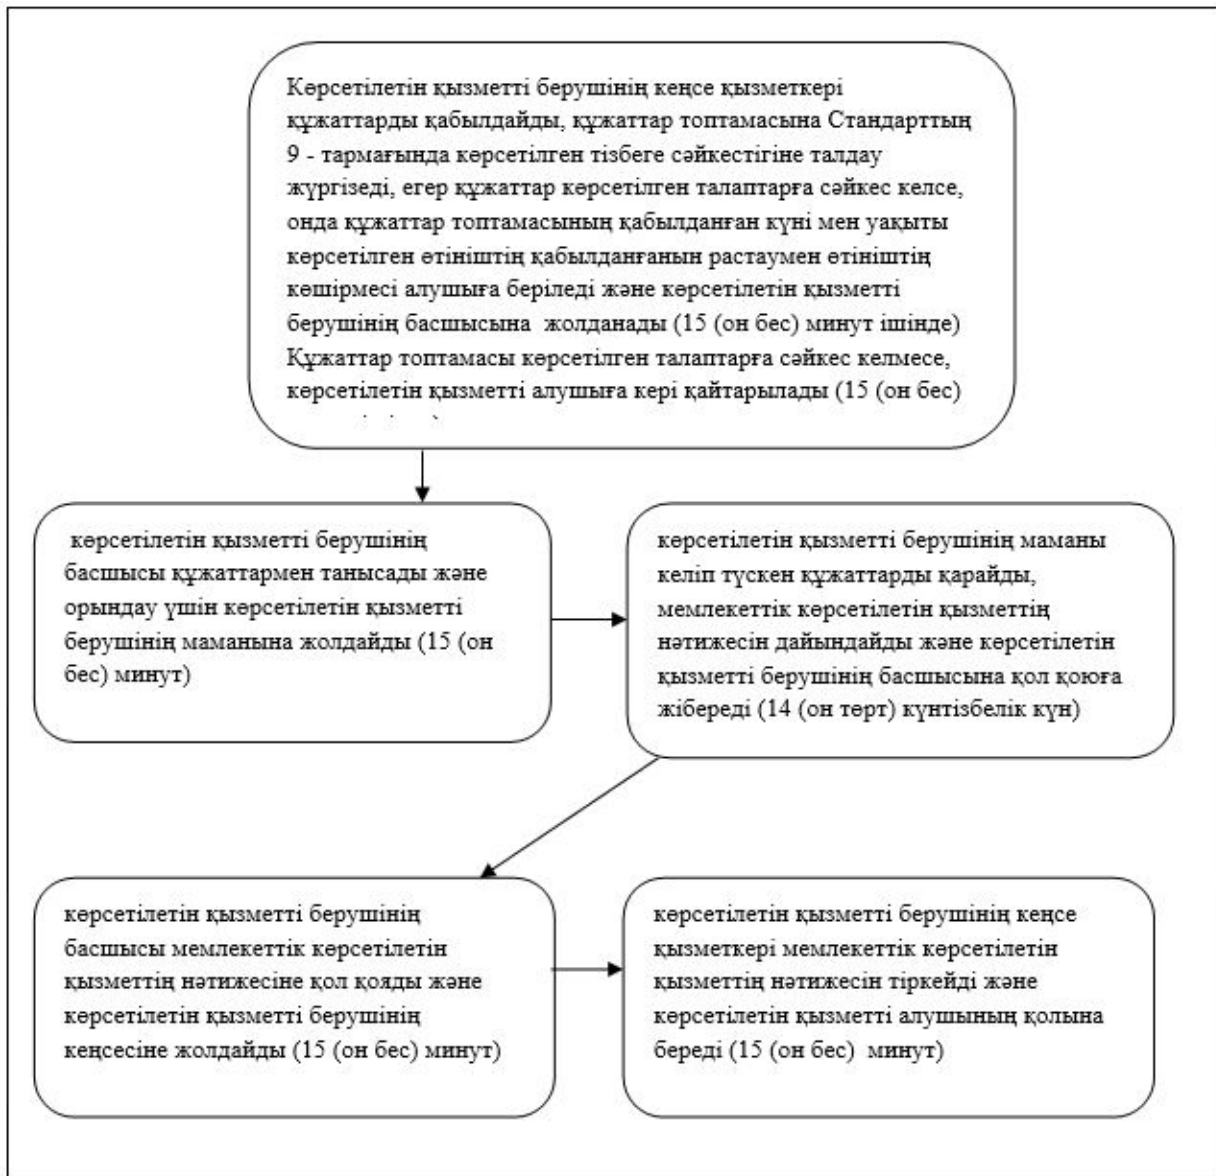 Көрсетілетін қызметті берушінің кеңсе қызметкері
құжаттарды қабылдайды, құжаттар топтамасына Стандарттың
9 - тармағында көрсетілген тізбеге сәйкестігіне талдау
жүргізеді, егер құжаттар көрсетілген талаптарға сәйкес келсе,
онда құжаттар топтамасының қабылданған күні мен уақыты
көрсетілген өтініштің қабылданғанын растаумен өтініштің
көшірмесі алушыға беріледі және көрсетілетін қызметті
берушінің басшысына  жолданады (15 (он бес) минут ішінде)
Құжаттар топтамасы көрсетілген талаптарға сәйкес келмесе,
көрсетілетін қызметті алушыға кері қайтарылады (15 (он бес)
көрсетілетін қызметті берушінің
басшысы құжаттармен танысады және
орындау үшін көрсетілетін қызметті
берушінің маманына жолдайды (15 (он
бес) минут)
көрсетілетін қызметті берушінің маманы
келіп түскен құжаттарды қарайды,
мемлекеттік көрсетілетін қызметтің
нәтижесін дайындайды және көрсетілетін
қызметті берушінің басшысына қол қоюға
жібереді (14 (он төрт) күнтізбелік күн)
көрсетілетін қызметті берушінің
басшысы мемлекеттік көрсетілетін
қызметтің нәтижесіне қол қояды және
көрсетілетін қызметті берушінің
кеңсесіне жолдайды (15 (он бес) минут)
көрсетілетін қызметті берушінің кеңсе
қызметкері мемлекеттік көрсетілетін
қызметтің нәтижесін тіркейді және
көрсетілетін қызметті алушының қолына
береді (15 (он бес)  минут)